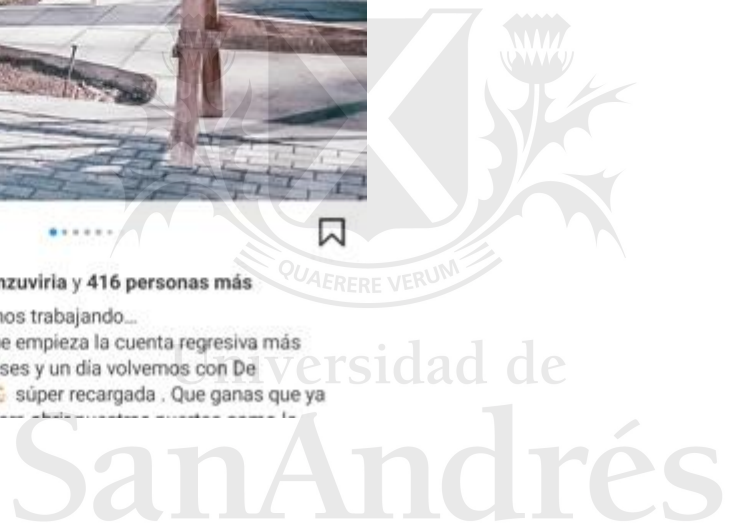 nzuviria y 416 personas más
nos trabajando...
e empieza la cuenta regresiva más
ses y un día volvemos con De
súper recargada . Que ganas que ya
QUAERERE VERUM
Universidad de
SanAndrés